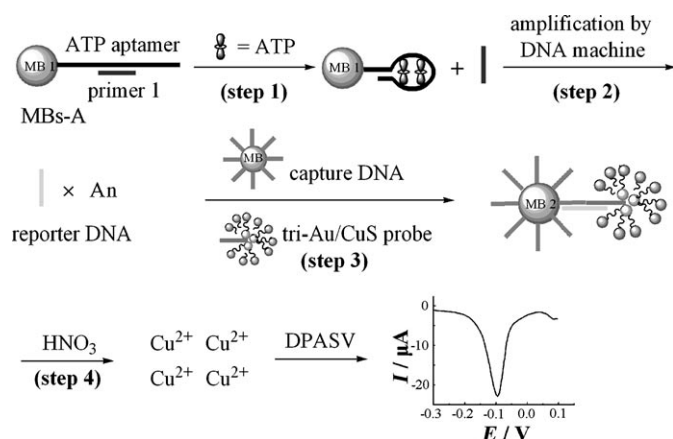 MB 1
ATP aptamer
primer 1
MBs-A
= ATP
(step 1)
MB 1
+
amplification by
DNA machine
(step 2)
× An
reporter DNA
MB
capture DNA
tri-Au/CuS probe
(step 3)
MB 2
HNO₃
(step 4)
Cu²⁺ Cu²⁺
Cu²⁺ Cu²⁺
DPASV
I / μA
0
-10
-20
-0.3 -0.2 -0.1 0.0 0.1
E / V